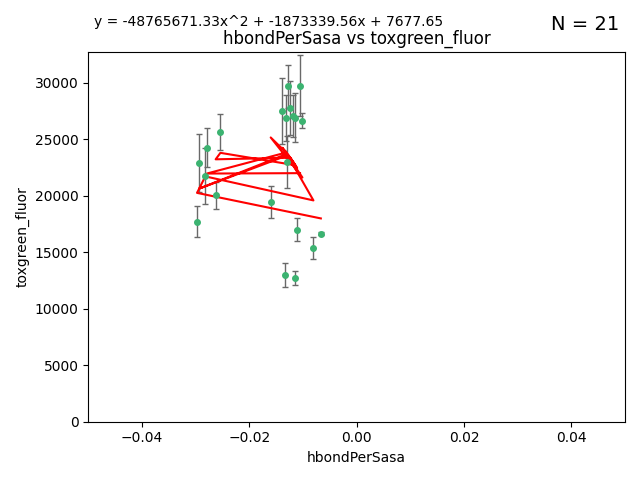 y = -48765671.33x^2 + -1873339.56x + 7677.65
N = 21
hbondPerSasa vs toxgreen_fluor
30000
25000
20000
15000
10000
5000
0
toxgreen_fluor
−0.04
−0.02
0.00
0.02
0.04
hbondPerSasa